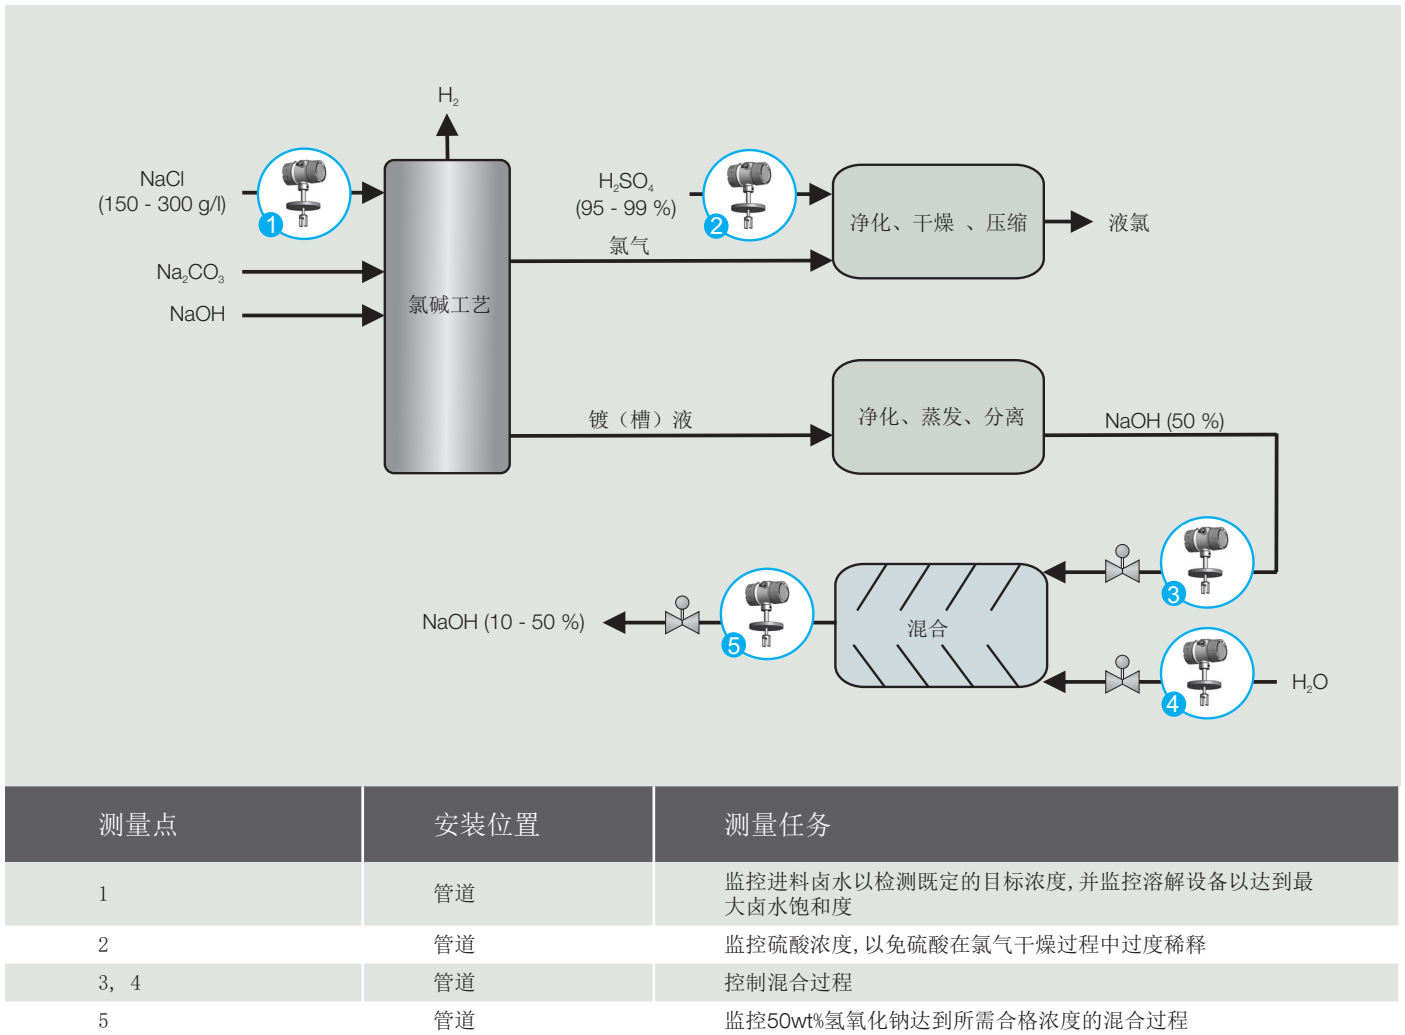 H₂
NaCl
(150 - 300 g/l)
1
Na₂CO₃
NaOH
氯碱工艺
H₂SO₄
(95 - 99 %)
2
氯气
净化、干燥 、压缩
液氯
镀（槽）液
净化、蒸发、分离
NaOH (50 %)
3
混合
NaOH (10 - 50 %)
5
4
H₂O
测量点 安装位置 测量任务
1 管道 监控进料卤水以检测既定的目标浓度,并监控溶解设备以达到最
大卤水饱和度
2 管道 监控硫酸浓度,以免硫酸在氯气干燥过程中过度稀释
3, 4 管道 控制混合过程
5 管道 监控50wt%氢氧化钠达到所需合格浓度的混合过程